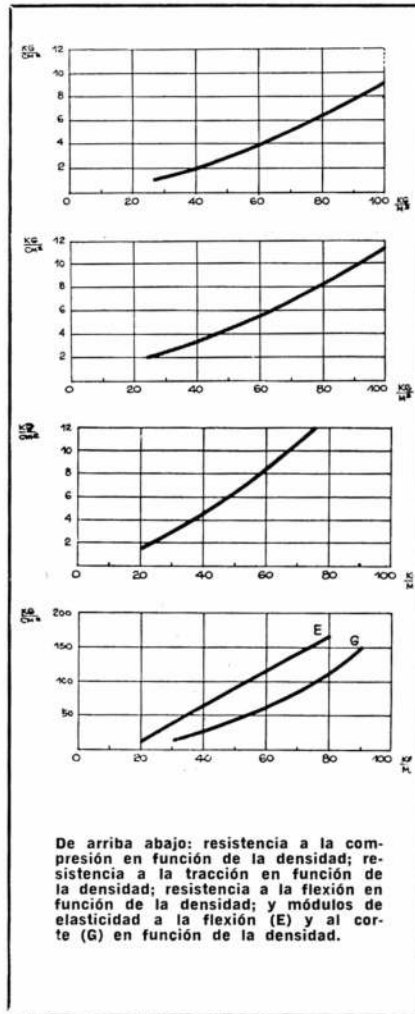 KG
CM²
12
10
8
6
4
2
0 20 40 60 80 100 KG
M³
KG
CM²
12
10
8
6
4
2
0 20 40 60 80 100 KG
M³
CM²
12
10
8
6
4
2
0 20 40 60 80 100 K
M
KG
CM²
200
150
100
50
E
G
0 20 40 60 80 100
M
De arriba abajo: resistencia a la com-
presión en función de la densidad; re-
sistencia a la tracción en función de
la densidad; resistencia a la flexión en
función de la densidad; y módulos de
elasticidad a la flexión (E) y al cor-
te (G) en función de la densidad.